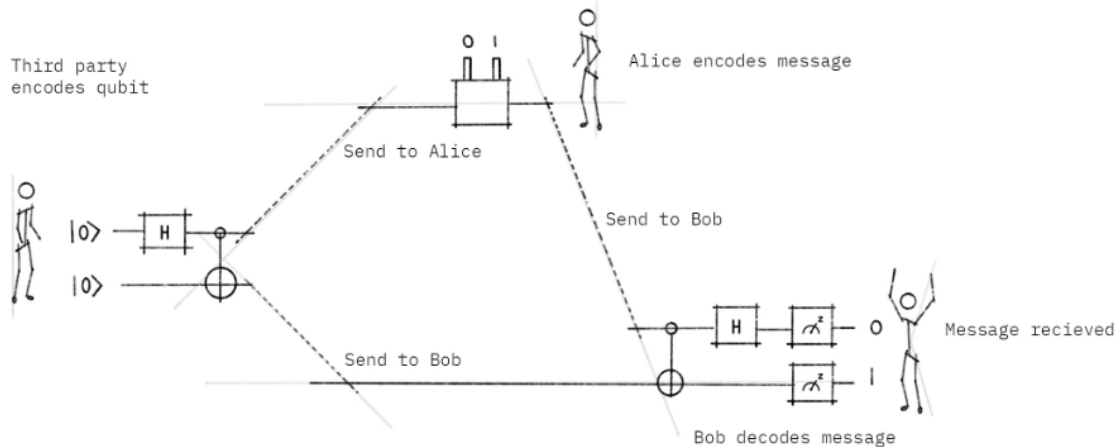 Third party
encodes qubit
0 1
Alice encodes message
Send to Alice
|0⟩ H
|0⟩
Send to Bob
Send to Bob
H z 0
Message recieved
z 1
Bob decodes message